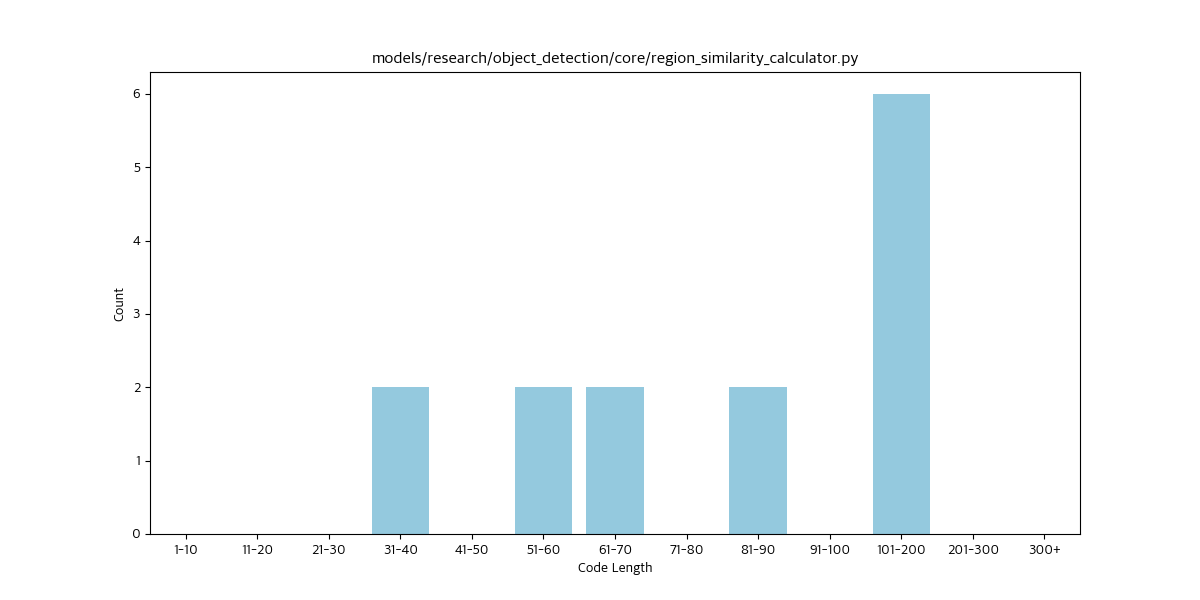 models/research/object_detection/core/region_similarity_calculator.py
6
5
4
3
2
1
0
Count
1-10 11-20 21-30 31-40 41-50 51-60 61-70 71-80 81-90 91-100 101-200 201-300 300+
Code Length